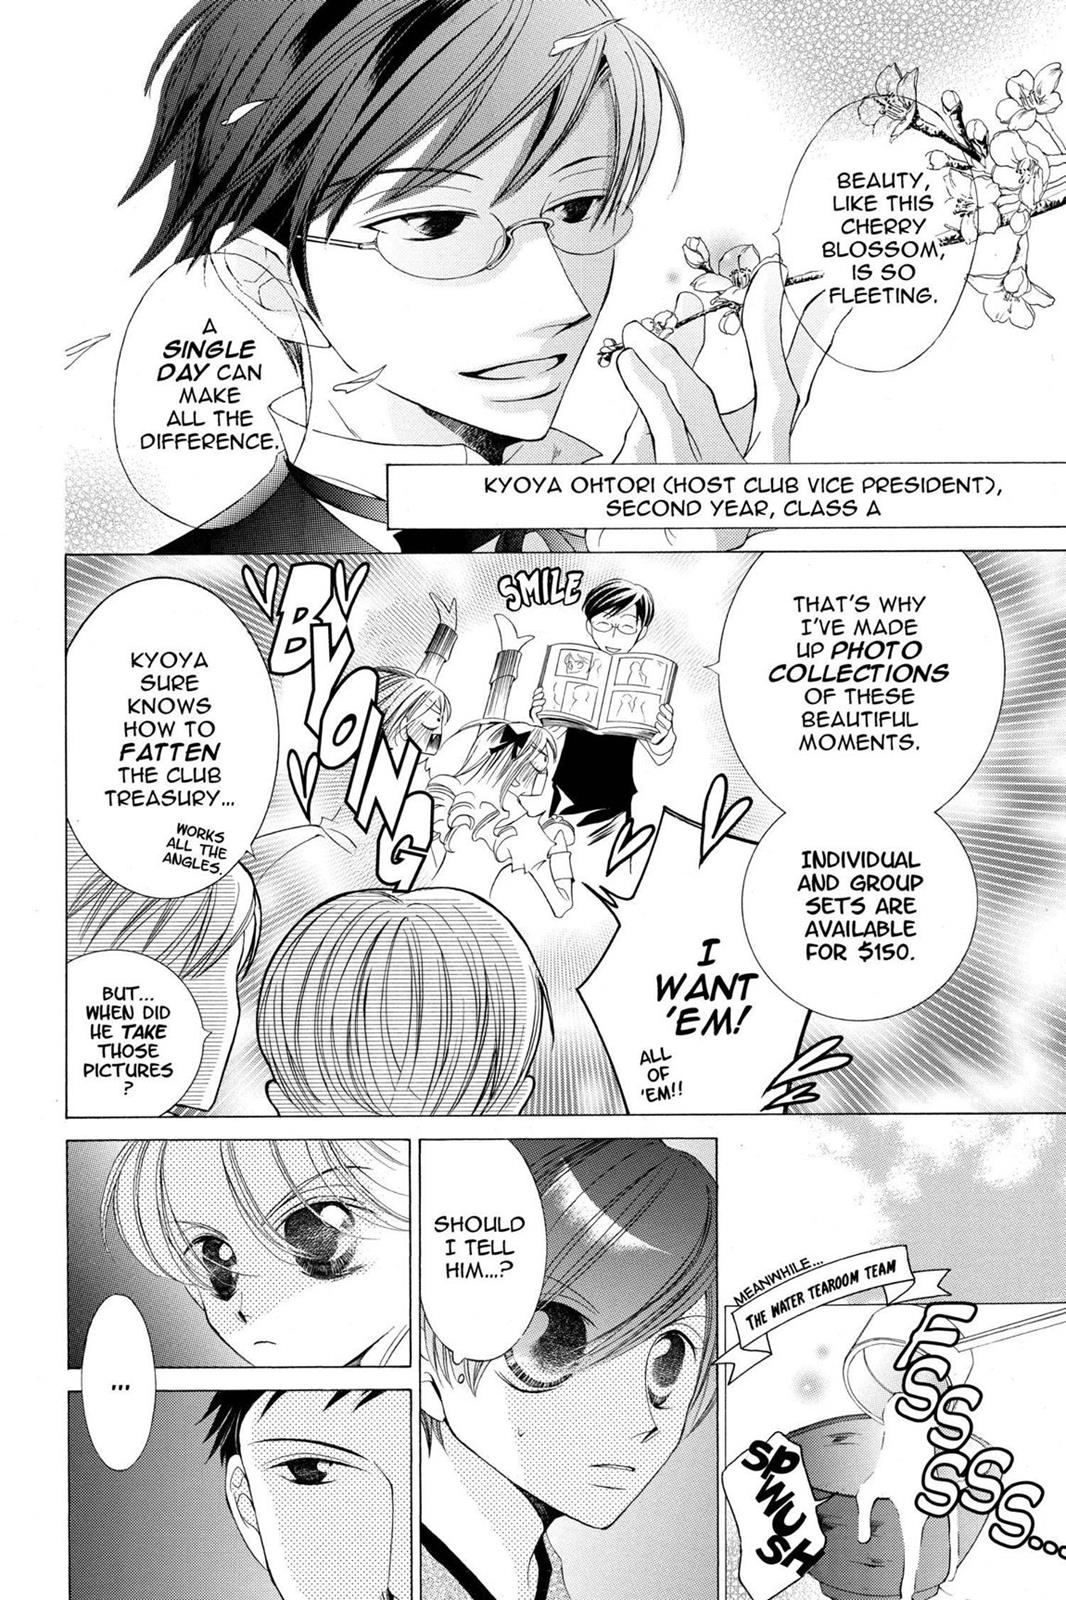 BEAUTY,
LIKE THIS
CHERRY
BLOSSOM,
IS SO
FLEETING.
A
SINGLE
DAY CAN
MAKE
ALL THE
DIFFERENCE.
KYOYA OHTORI (HOST CLUB VICE PRESIDENT),
SECOND YEAR, CLASS A
THAT'S WHY
I'VE MADE
UP PHOTO
COLLECTIONS
OF THESE
BEAUTIFUL
MOMENTS.
INDIVIDUAL
AND GROUP
SETS ARE
AVAILABLE
FOR $150.
SMILE
BVOING
I
WANT
'EM!
ALL
OF
'EM!!
KYOYA
SURE
KNOWS
HOW TO
FATTEN
THE CLUB
TREASURY...
WORKS
ALL THE
ANGLES.
BUT...
WHEN DID
HE TAKE
THOSE
PICTURES
?
MEANWHILE...
THE WATER TEAROOM TEAM
FSSSSSS....
SPWUSH
SHOULD
I TELL
HIM...?
...